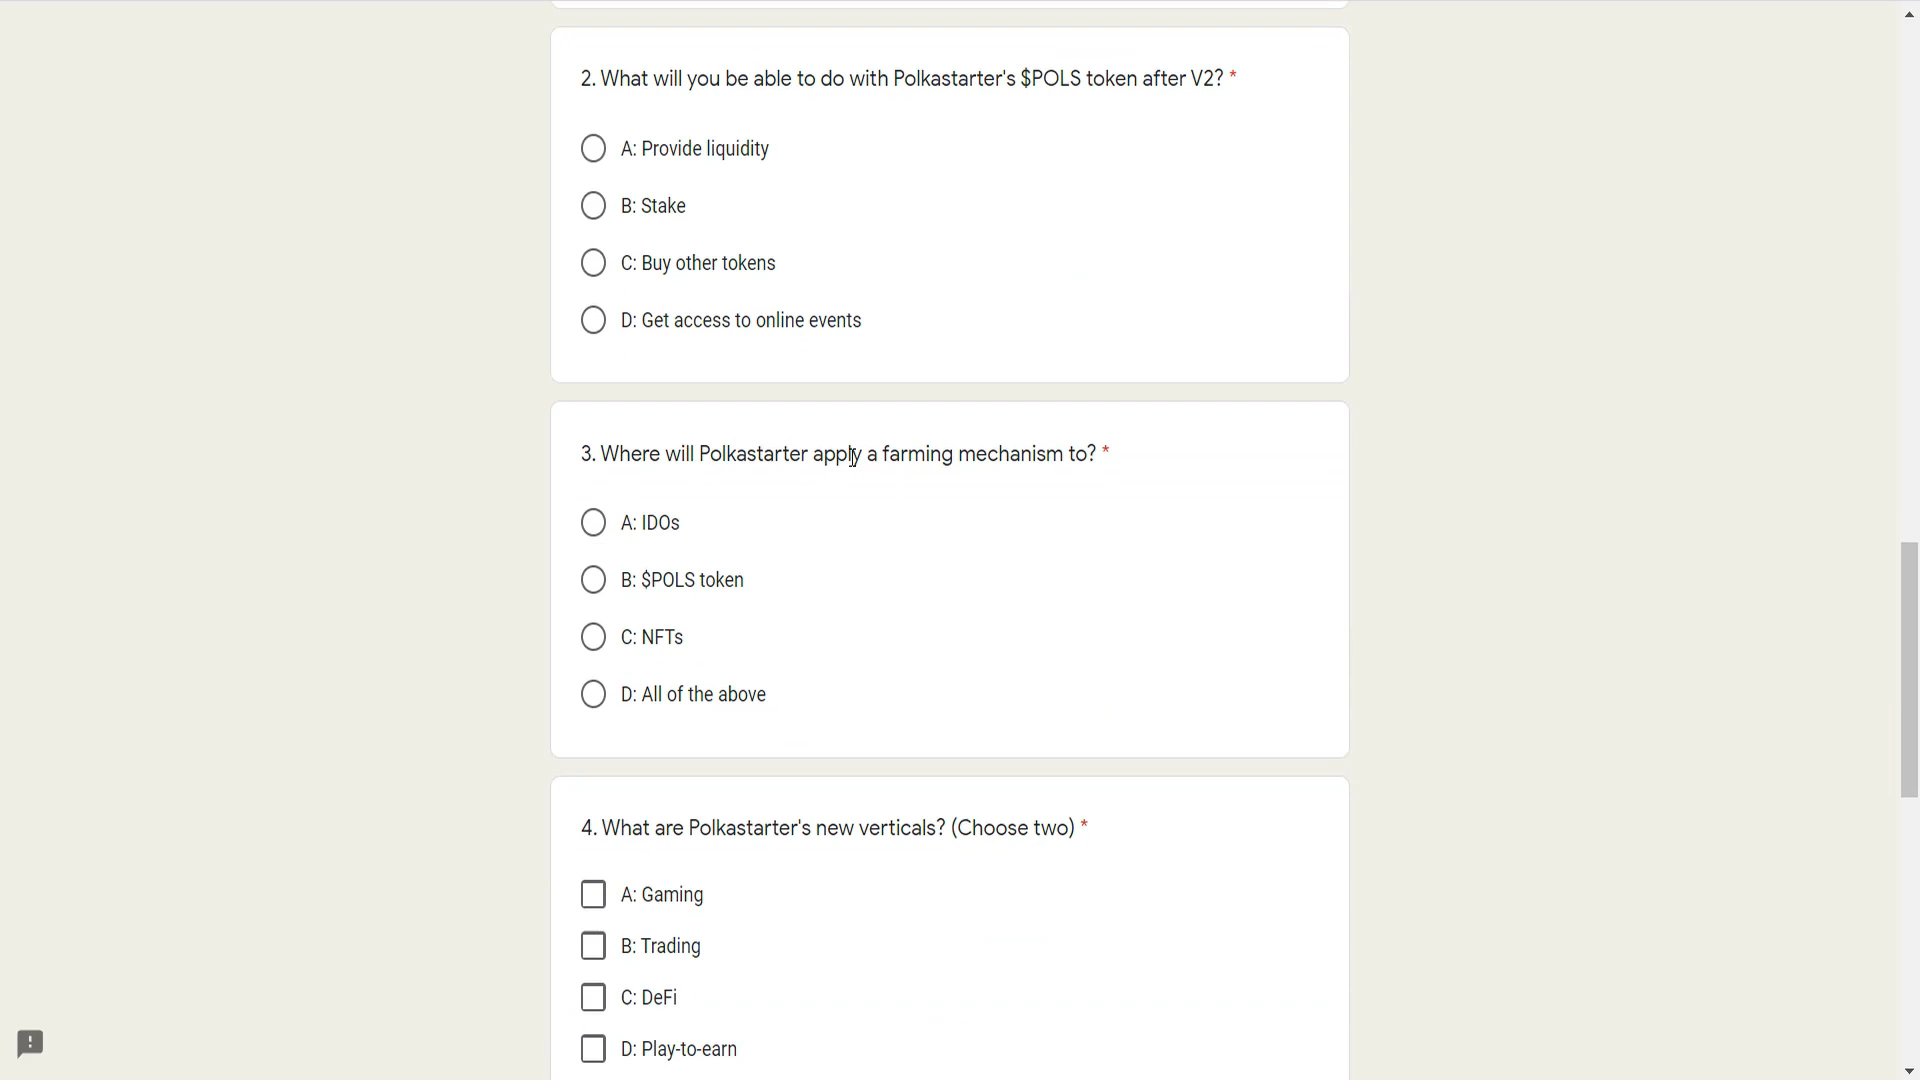 2. What will you be able to do with Polkastarter's $POLS token after V2? *
A: Provide liquidity
B: Stake
C: Buy other tokens
D: Get access to online events
3. Where will Polkastarter apply a farming mechanism to? *
A: IDOs
B: $POLS token
C: NFTs
D: All of the above
4. What are Polkastarter's new verticals? (Choose two) *
A: Gaming
B: Trading
C: DeFi
D: Play-to-earn